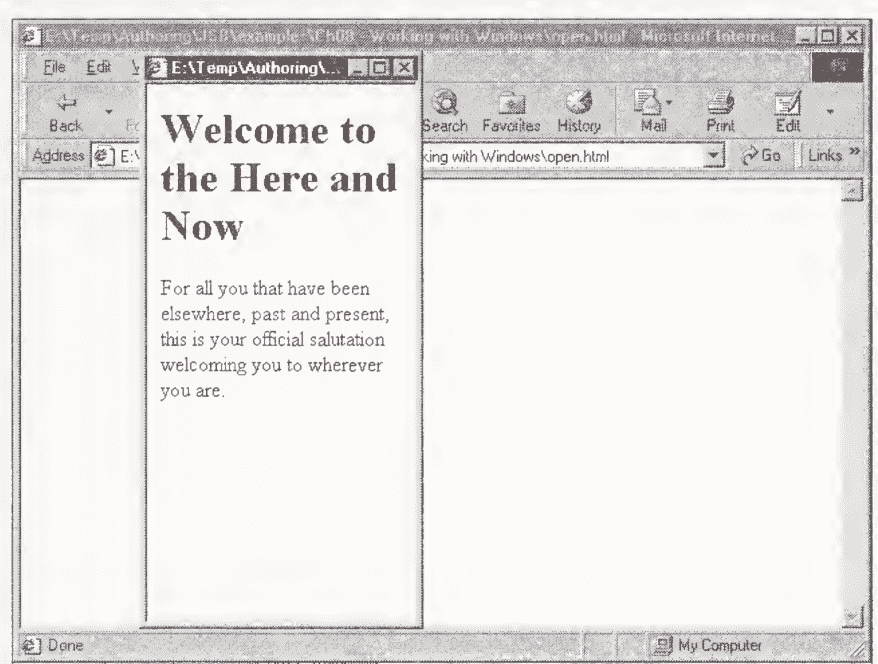 E:\Temp\Authoring\JSB\examples\Ch08 - Working with Windows\open.html - Microsoft Internet
File Edit V
E:\Temp\Authoring\...
Back
Search Favorites History Mail Print Edit
Address E:\
king with Windows\open.html
Go Links »
Welcome to
the Here and
Now
For all you that have been
elsewhere, past and present,
this is your official salutation
welcoming you to wherever
you are.
Done
My Computer